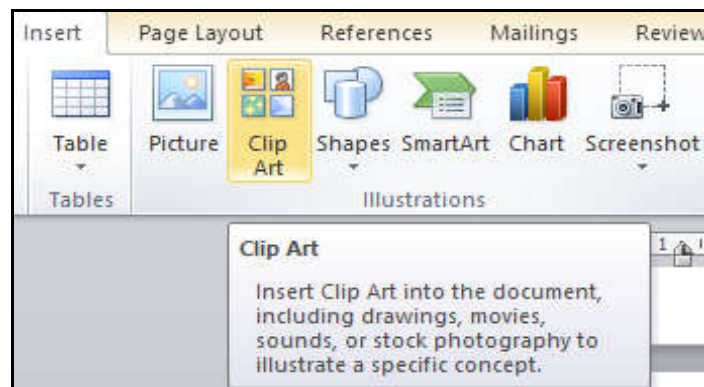 Insert Page Layout References Mailings Review
Table Picture Clip Art Shapes SmartArt Chart Screenshot
Tables Illustrations
Clip Art
1
Insert Clip Art into the document,
including drawings, movies,
sounds, or stock photography to
illustrate a specific concept.